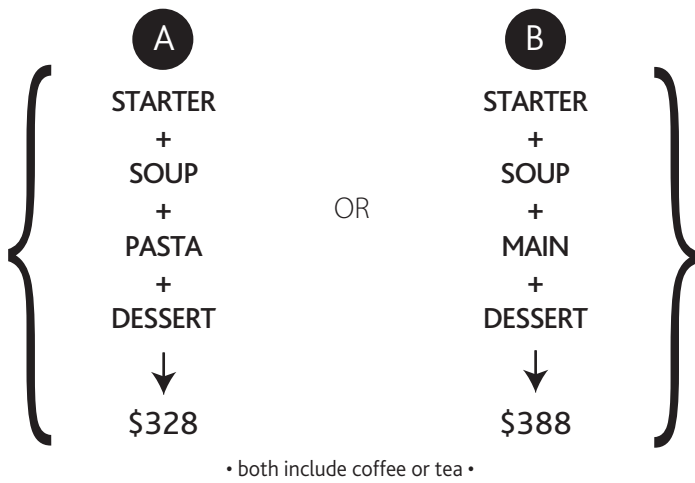 A
STARTER
+
SOUP
+
PASTA
+
DESSERT
$328
OR
B
STARTER
+
SOUP
+
MAIN
+
DESSERT
$388
• both include coffee or tea •